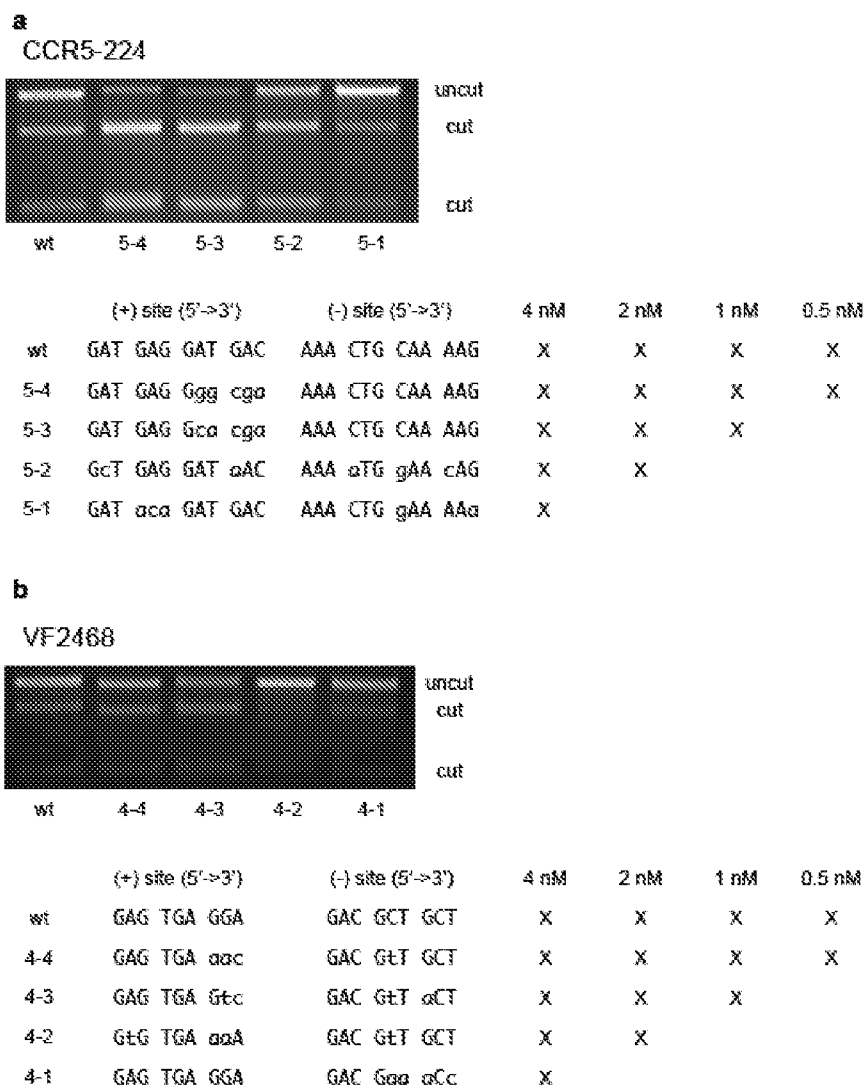 a
CCR5-224
uncut
cut
cut
wt 5-4 5-3 5-2 5-1
(+) site (5'->3') (-) site (5'->3') 4 nM 2 nM 1 nM 0.5 nM
wt GAT GAG GAT GAC AAA CTG CAA AAG X X X X
5-4 GAT GAG Ggg cga AAA CTG CAA AAG X X X X
5-3 GAT GAG Gca cga AAA CTG CAA AAG X X X
5-2 GcT GAG GAT aAC AAA aTG gAA cAG X X
5-1 GAT aca GAT GAC AAA CTG gAA AAa X
b
VF2468
uncut
cut
cut
wt 4-4 4-3 4-2 4-1
(+) site (5'->3') (-) site (5'->3') 4 nM 2 nM 1 nM 0.5 nM
wt GAG TGA GGA GAC GCT GCT X X X X
4-4 GAG TGA aac GAC GtT GCT X X X X
4-3 GAG TGA Gtc GAC GtT aCT X X X
4-2 GtG TGA aaA GAC GtT GCT X X
4-1 GAG TGA GGA GAC Gaa aCc X